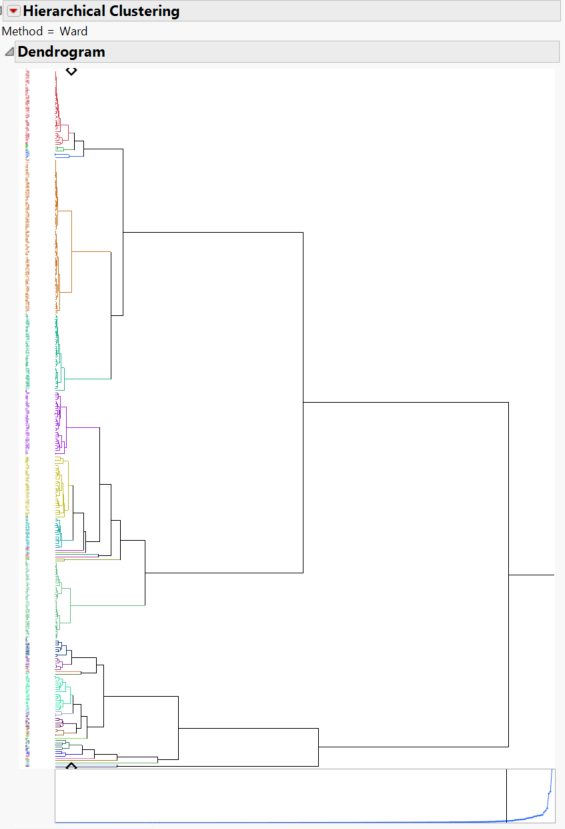 Hierarchical Clustering
Method = Ward
Dendrogram